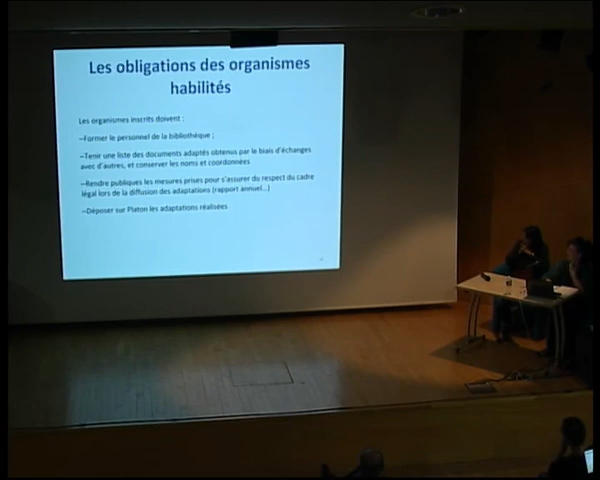 Les obligations des organismes
habilités
Les organismes inscrits doivent :
–Former le personnel de la bibliothèque ;
–Tenir une liste des documents adaptés obtenus par le biais d'échanges
avec d'autres, et conserver les noms et coordonnées
–Rendre publiques les mesures prises pour s'assurer du respect du cadre
légal lors de la diffusion des adaptations (rapport annuel...)
–Déposer sur Platon les adaptations réalisées